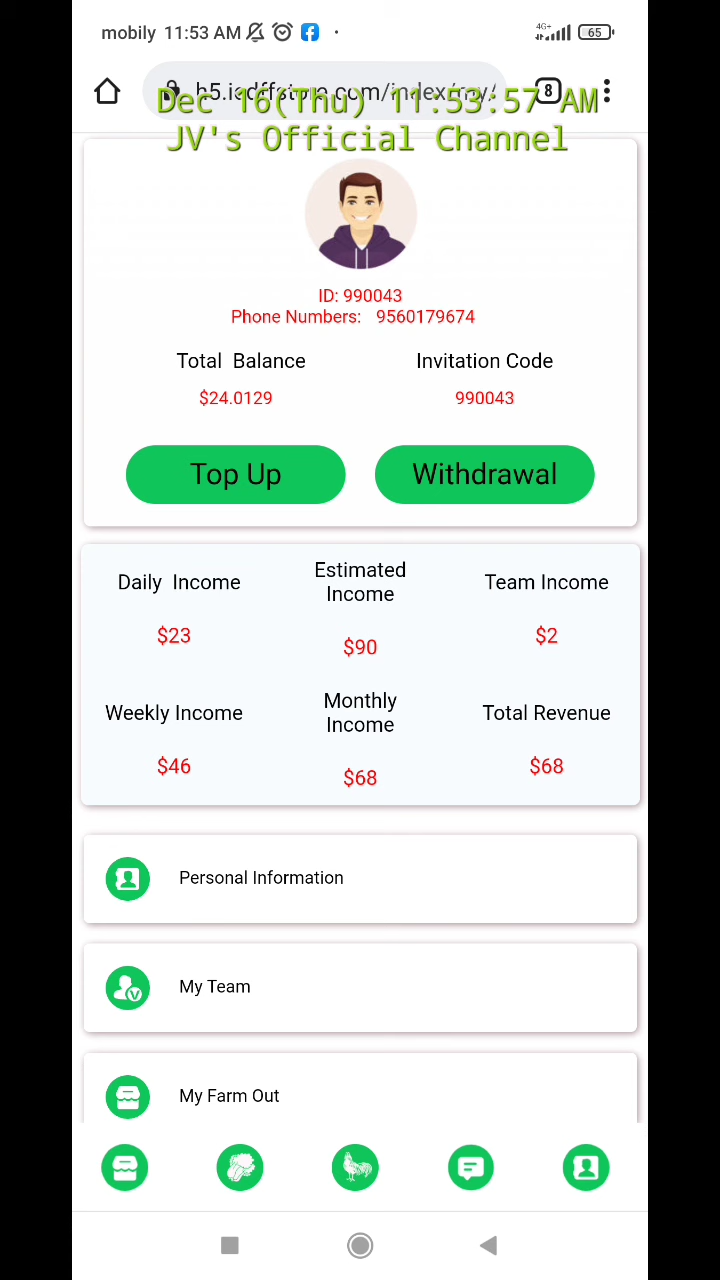 mobily 11:53 AM
4G+
65
8
Dec 16(Thu) 11:53:57 AM
JV's Official Channel
ID: 990043
Phone Numbers: 9560179674
Total Balance
Invitation Code
$24.0129
990043
Top Up
Withdrawal
Daily Income
Estimated
Income
Team Income
$23
$90
$2
Weekly Income
Monthly
Income
Total Revenue
$46
$68
$68
Personal Information
My Team
My Farm Out